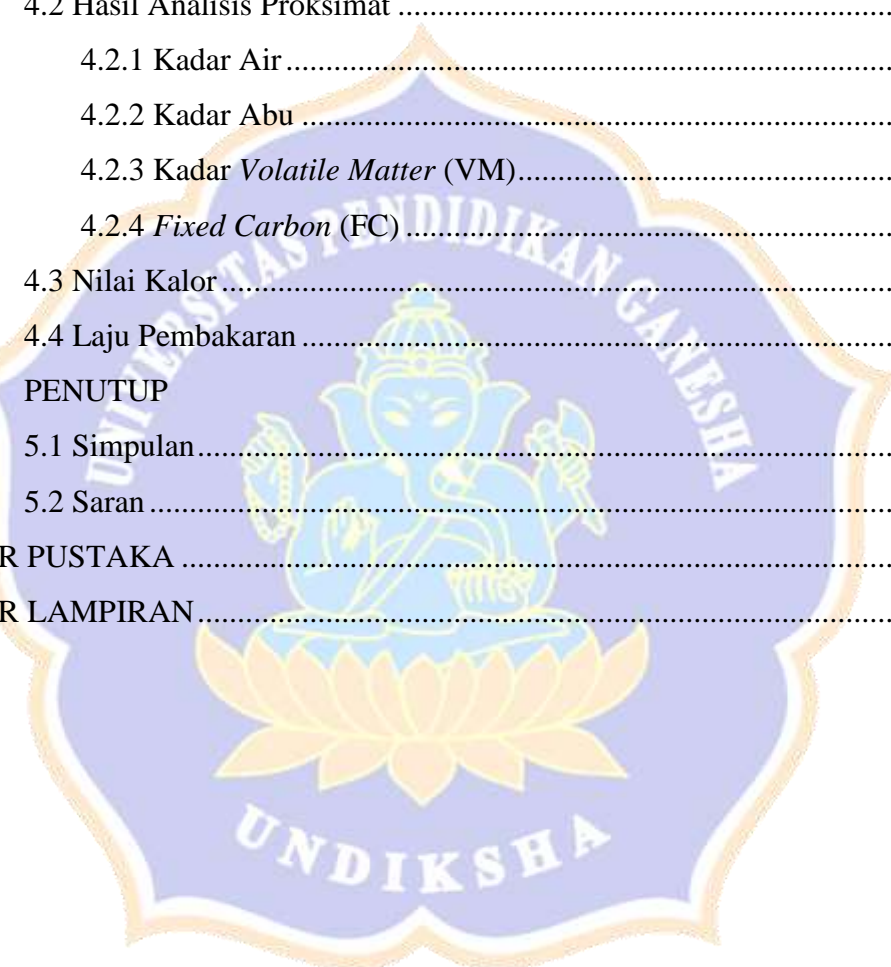 4.2 Hasil Analisis Proksimat ........................................................................
4.2.1 Kadar Air ........................................................................
4.2.2 Kadar Abu ........................................................................
4.2.3 Kadar Volatile Matter (VM) ........................................................................
4.2.4 Fixed Carbon (FC) ........................................................................
4.3 Nilai Kalor ........................................................................
4.4 Laju Pembakaran ........................................................................
PENUTUP
5.1 Simpulan ........................................................................
5.2 Saran ........................................................................
R PUSTAKA ........................................................................
R LAMPIRAN ........................................................................
UNIVERSITAS PENDIDIKAN GANESHA
UNDIKSHA